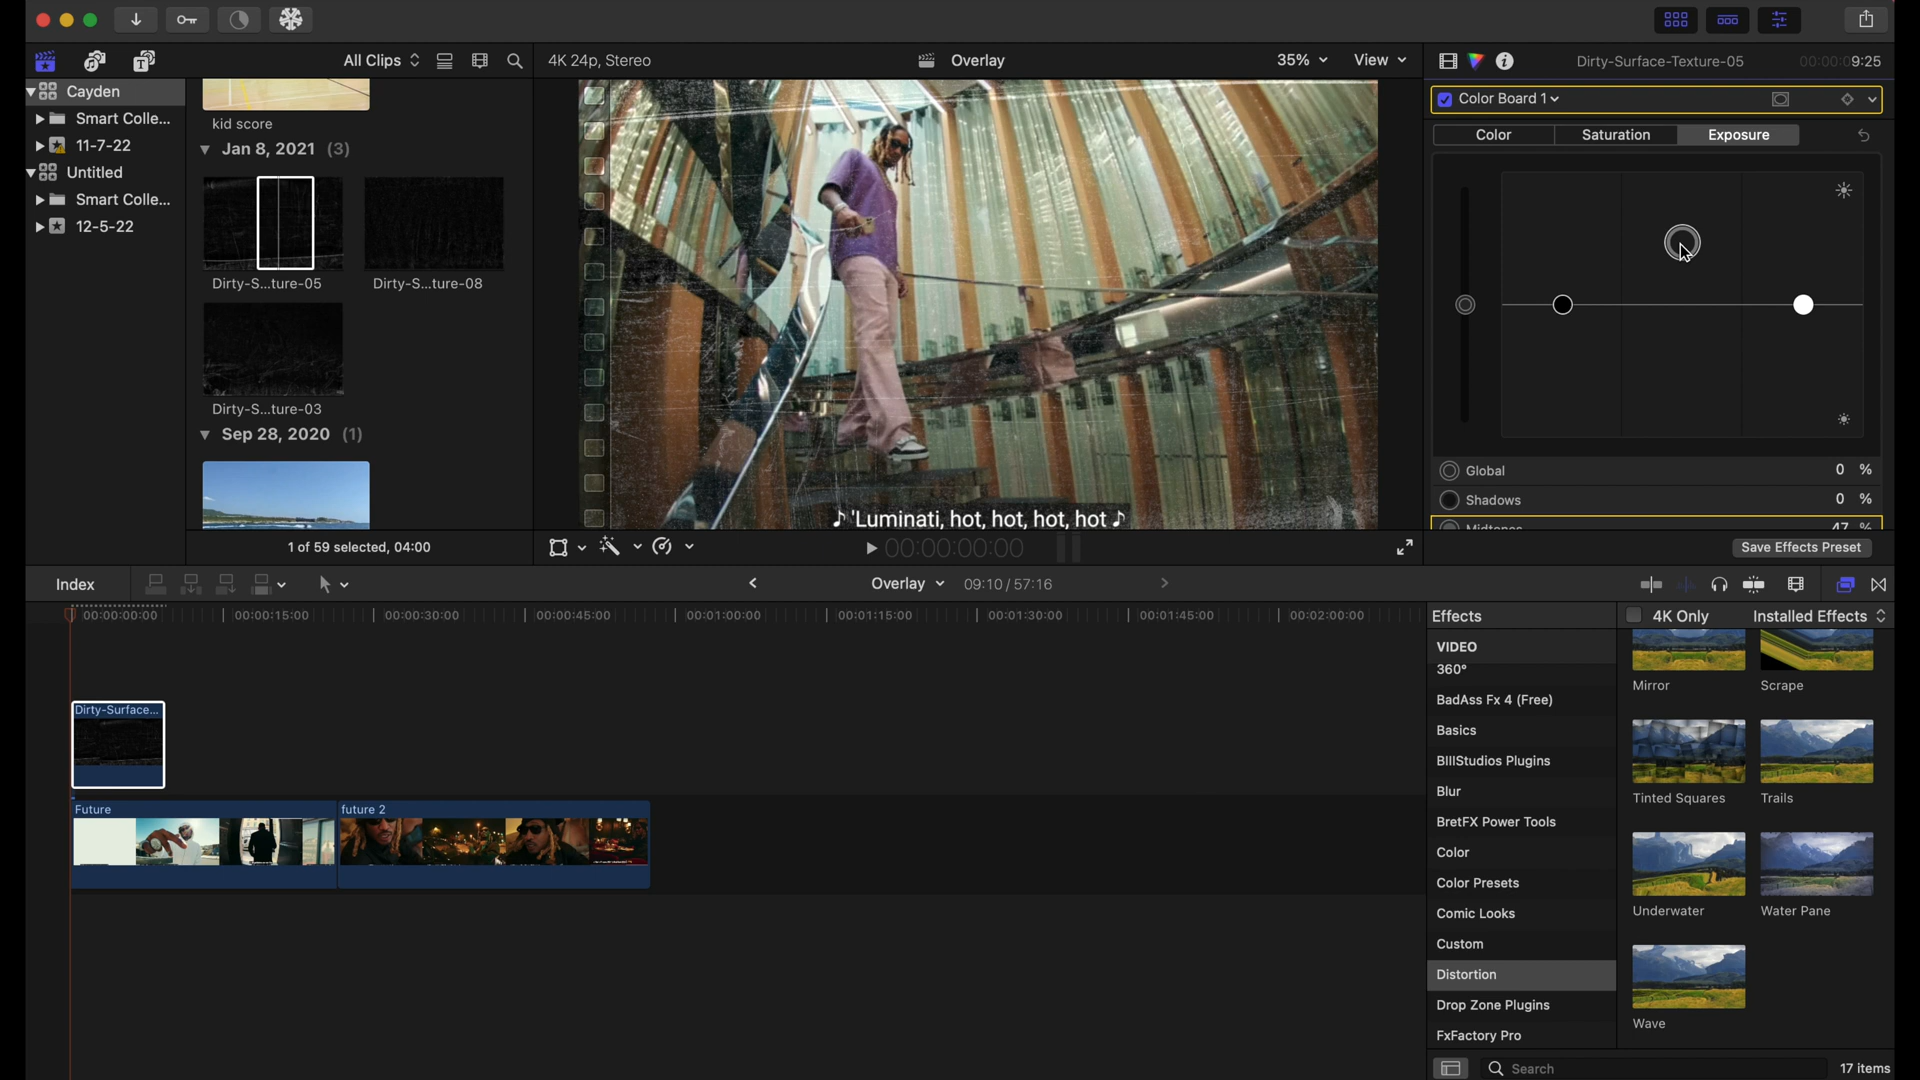 All Clips
4K 24p, Stereo
Overlay
35%
View
Dirty-Surface-Texture-05
00:00:09:25
Cayden
Smart Colle...
11-7-22
Untitled
Smart Colle...
12-5-22
kid score
Jan 8, 2021 (3)
Dirty-S...ture-05
Dirty-S...ture-08
Dirty-S...ture-03
Sep 28, 2020 (1)
1 of 59 selected, 04:00
♪ 'Luminati, hot, hot, hot, hot ♪
00:00:00:00
Color Board 1
Color
Saturation
Exposure
Global 0 %
Shadows 0 %
Midtones 47 %
Save Effects Preset
Index
Overlay
09:10 / 57:16
00:00:00:00
00:00:15:00
00:00:30:00
00:00:45:00
00:01:00:00
00:01:15:00
00:01:30:00
00:01:45:00
00:02:00:00
Dirty-Surface...
Future
future 2
Effects
4K Only
Installed Effects
VIDEO
360°
BadAss Fx 4 (Free)
Basics
BIIIStudios Plugins
Blur
BretFX Power Tools
Color
Color Presets
Comic Looks
Custom
Distortion
Drop Zone Plugins
FxFactory Pro
Mirror
Scrape
Tinted Squares
Trails
Underwater
Water Pane
Wave
Search
17 items